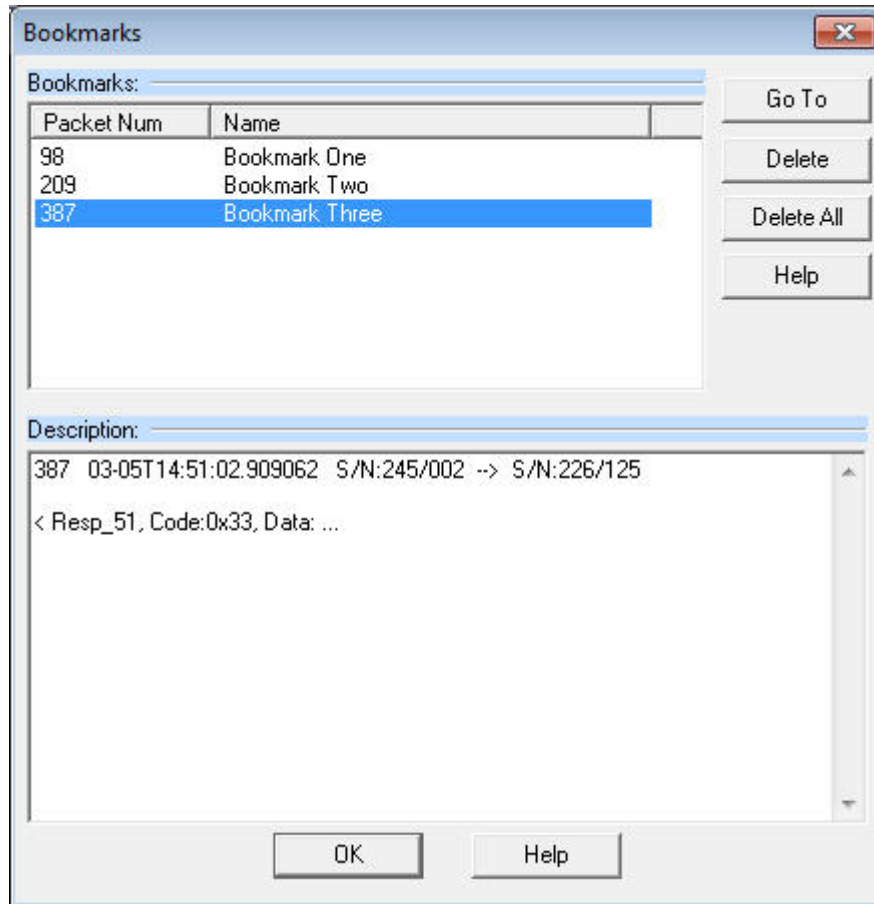 Bookmarks
Bookmarks:
Packet Num Name
98 Bookmark One
209 Bookmark Two
387 Bookmark Three
Go To
Delete
Delete All
Help
Description:
387 03-05T14:51:02.909062 S/N:245/002 --> S/N:226/125
< Resp_51, Code:0x33, Data: ...
OK Help